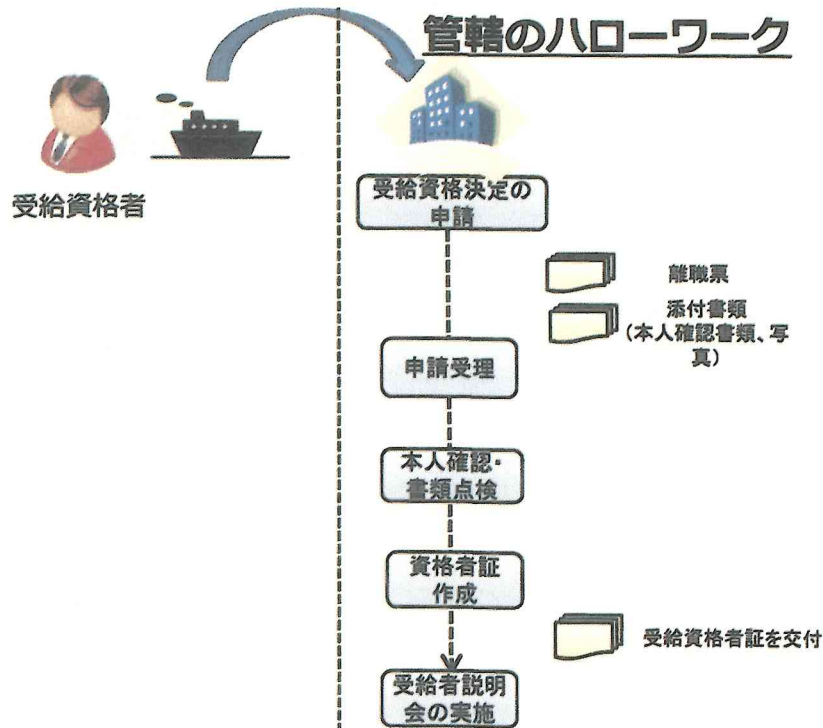 管轄のハローワーク
受給資格者
受給資格決定の
申請
離職票
添付書類
(本人確認書類、写
真)
申請受理
本人確認・
書類点検
資格者証
作成
受給資格者証を交付
受給者説明
会の実施